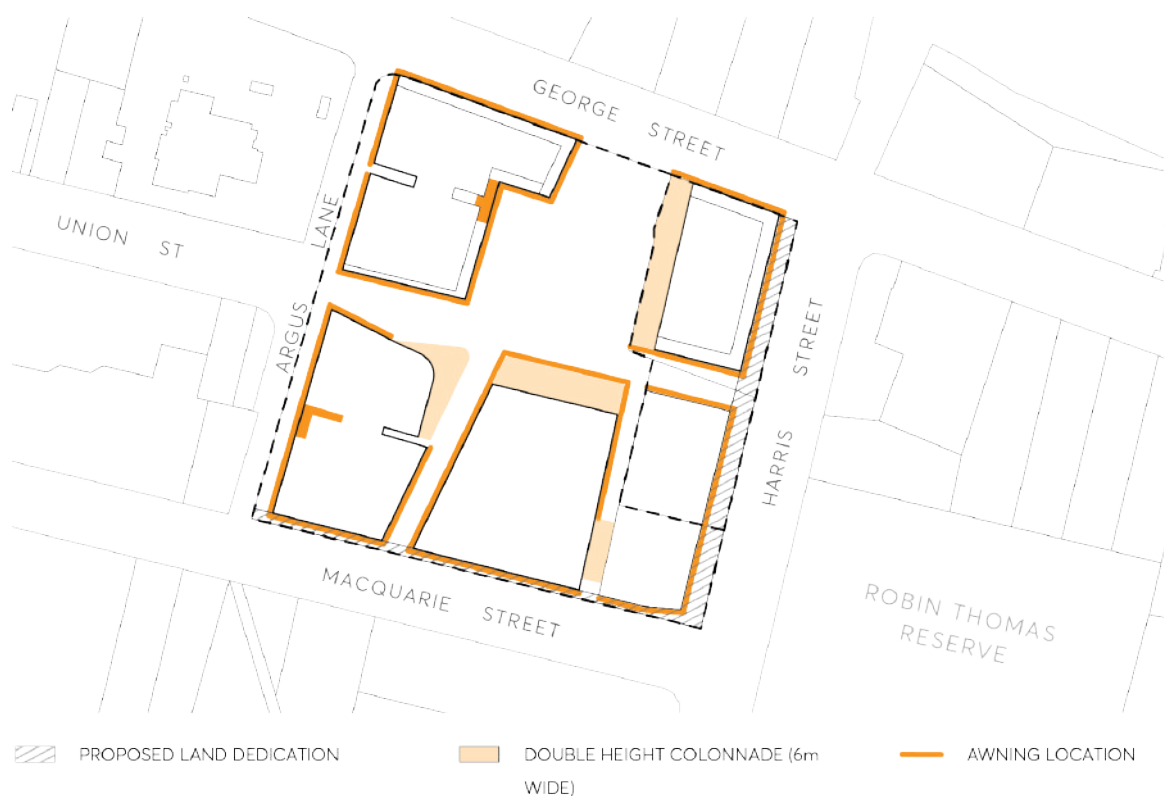 GEORGE STREET
UNION ST
ARGUS LANE
HARRIS STREET
MACQUARIE STREET
ROBIN THOMAS
RESERVE
PROPOSED LAND DEDICATION
DOUBLE HEIGHT COLONNADE (6m
WIDE)
AWNING LOCATION